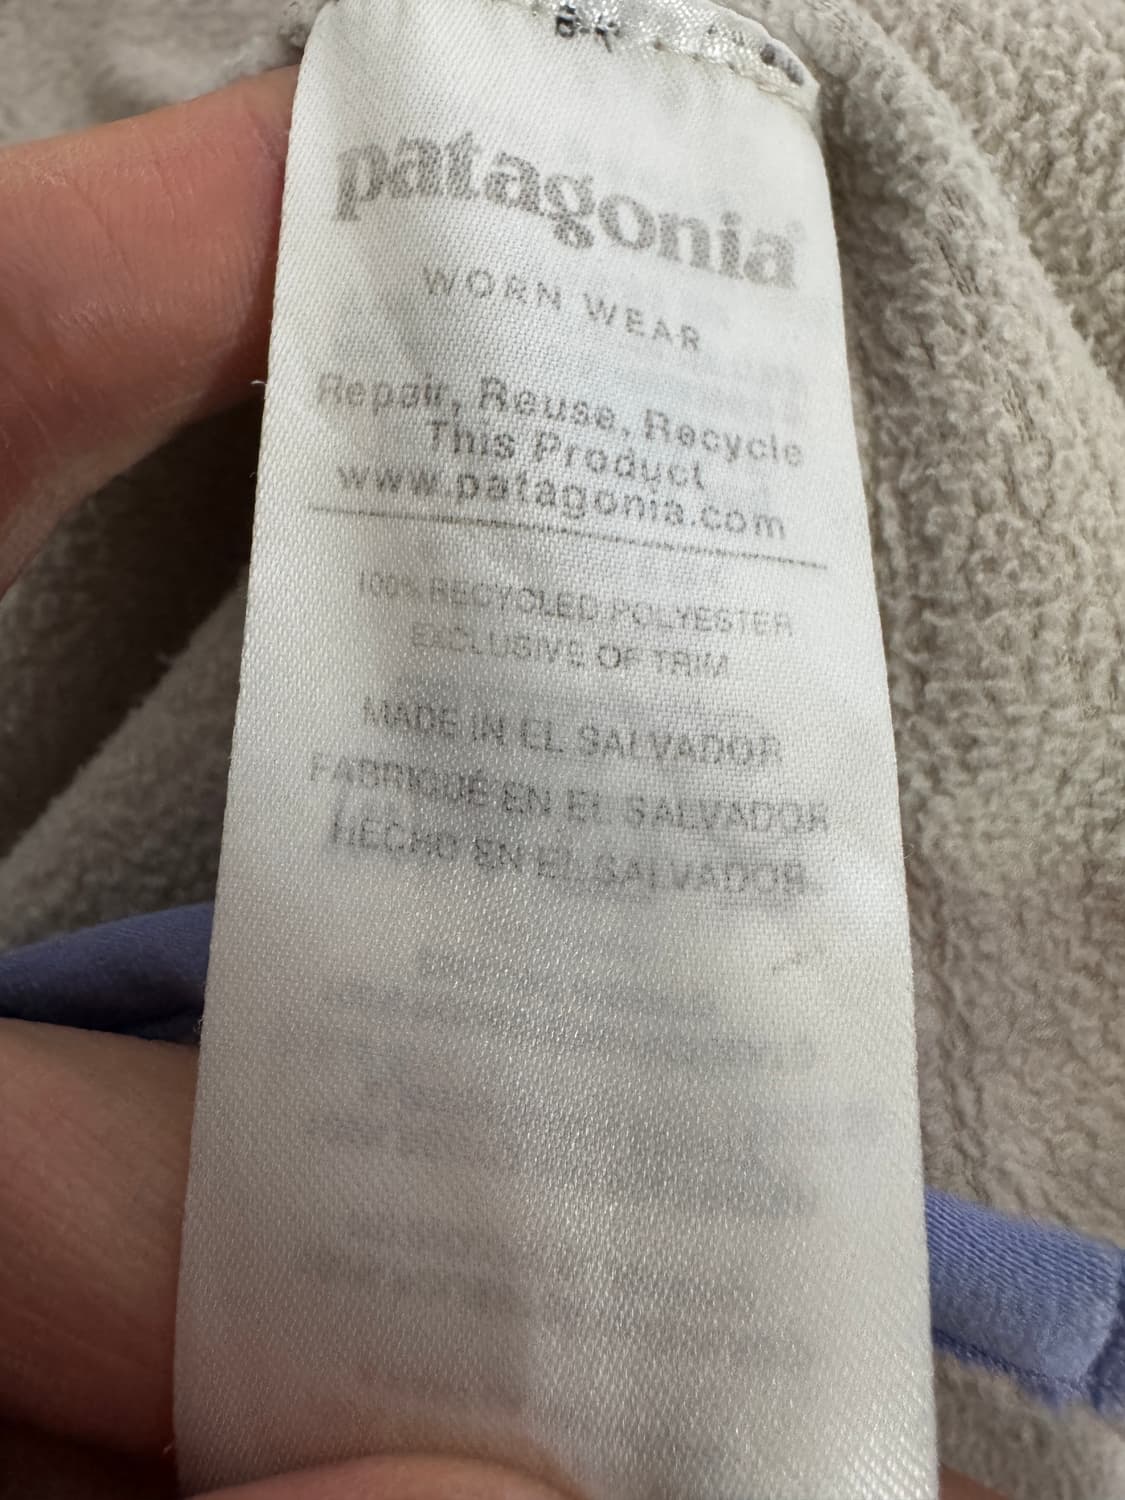 patagonia®
WORN WEAR
Repair, Reuse, Recycle
This Product
www.patagonia.com
100% RECYCLED POLYESTER
EXCLUSIVE OF TRIM
MADE IN EL SALVADOR
FABRIQUÉ EN EL SALVADOR
HECHO EN EL SALVADOR